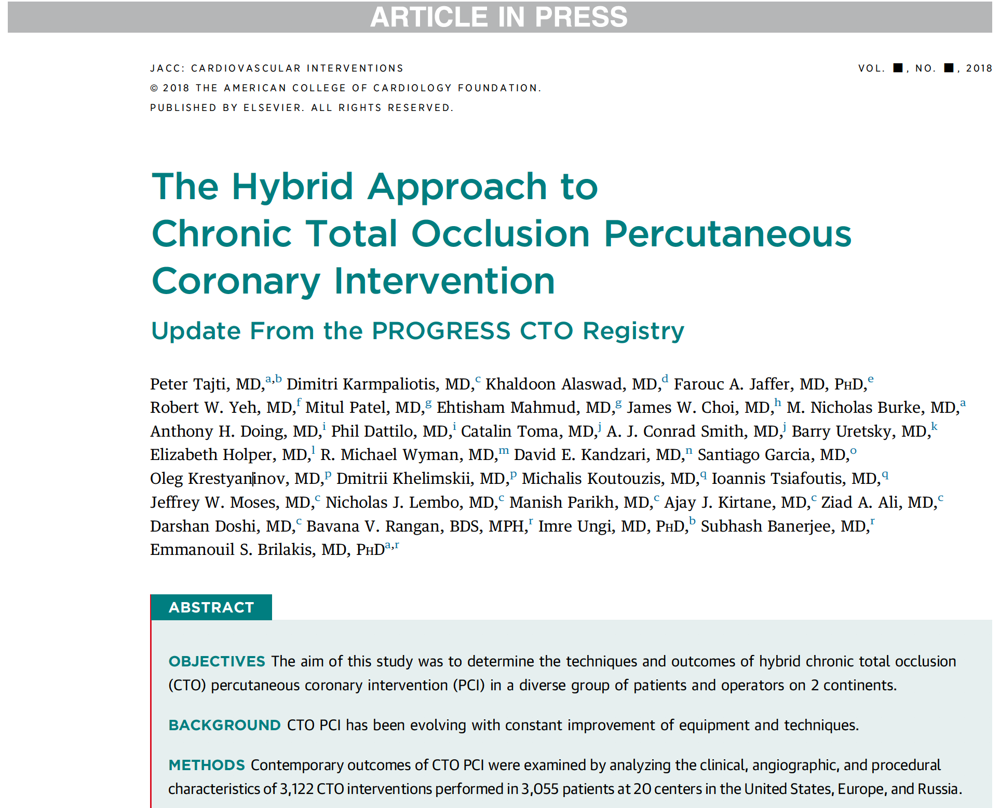 ARTICLE IN PRESS
JACC: CARDIOVASCULAR INTERVENTIONS
VOL. ■, NO. ■, 2018
© 2018 THE AMERICAN COLLEGE OF CARDIOLOGY FOUNDATION.
PUBLISHED BY ELSEVIER. ALL RIGHTS RESERVED.
The Hybrid Approach to
Chronic Total Occlusion Percutaneous
Coronary Intervention
Update From the PROGRESS CTO Registry
Peter Tajti, MD,a,b Dimitri Karmpaliotis, MD,c Khaldoon Alaswad, MD,d Farouc A. Jaffer, MD, PHD,e
Robert W. Yeh, MD,f Mitul Patel, MD,g Ehtisham Mahmud, MD,g James W. Choi, MD,h M. Nicholas Burke, MD,a
Anthony H. Doing, MD,i Phil Dattilo, MD,i Catalin Toma, MD,j A. J. Conrad Smith, MD,j Barry Uretsky, MD,k
Elizabeth Holper, MD,l R. Michael Wyman, MD,m David E. Kandzari, MD,n Santiago Garcia, MD,o
Oleg Krestyaninov, MD,p Dmitrii Khelimskii, MD,p Michalis Koutouzis, MD,q Ioannis Tsiafoutis, MD,q
Jeffrey W. Moses, MD,c Nicholas J. Lembo, MD,c Manish Parikh, MD,c Ajay J. Kirtane, MD,c Ziad A. Ali, MD,c
Darshan Doshi, MD,c Bavana V. Rangan, BDS, MPH,r Imre Ungi, MD, PHD,b Subhash Banerjee, MD,r
Emmanouil S. Brilakis, MD, PHDa,r
ABSTRACT
OBJECTIVES The aim of this study was to determine the techniques and outcomes of hybrid chronic total occlusion
(CTO) percutaneous coronary intervention (PCI) in a diverse group of patients and operators on 2 continents.
BACKGROUND CTO PCI has been evolving with constant improvement of equipment and techniques.
METHODS Contemporary outcomes of CTO PCI were examined by analyzing the clinical, angiographic, and procedural
characteristics of 3,122 CTO interventions performed in 3,055 patients at 20 centers in the United States, Europe, and Russia.